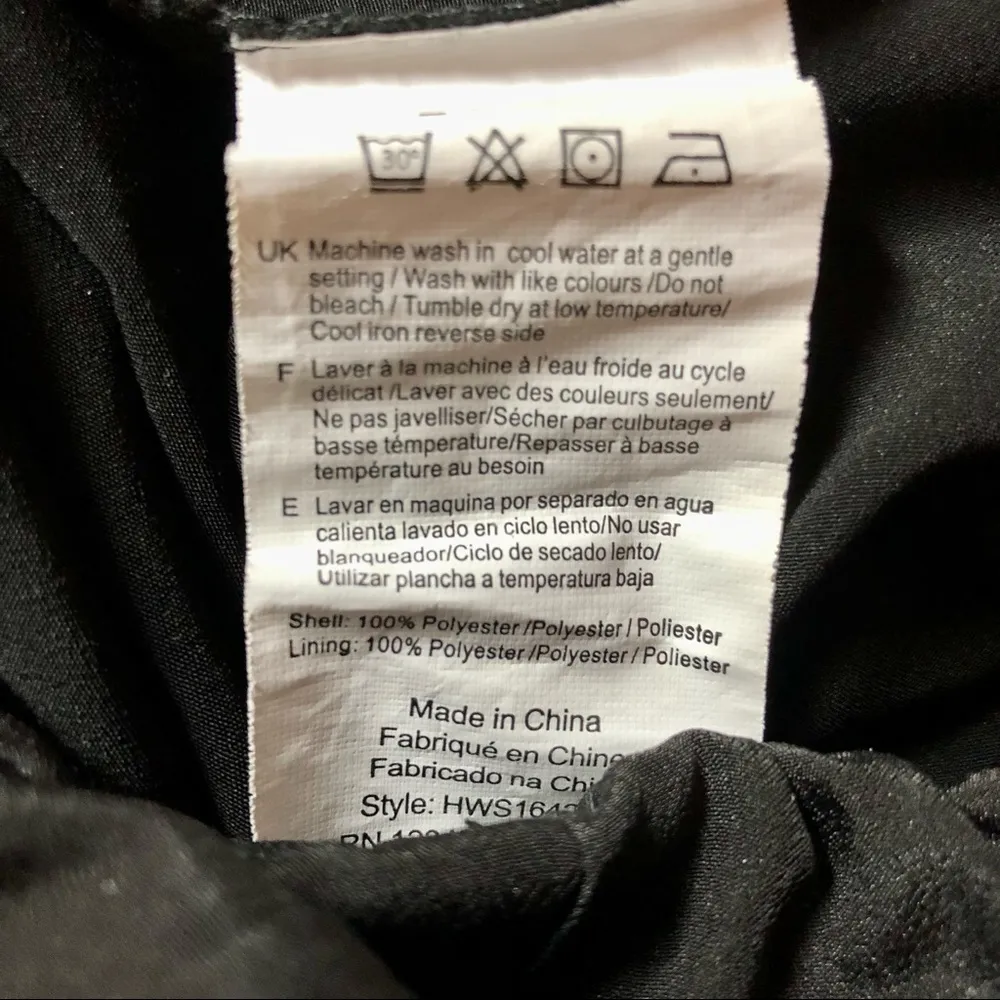 30°
UK Machine wash in cool water at a gentle
setting / Wash with like colours /Do not
bleach / Tumble dry at low temperature/
Cool iron reverse side
F Laver à la machine à l'eau froide au cycle
délicat /Laver avec des couleurs seulement/
Ne pas javelliser/Sécher par culbutage à
basse témperature/Repasser à basse
température au besoin
E Lavar en maquina por separado en agua
calienta lavado en ciclo lento/No usar
blanqueador/Ciclo de secado lento/
Utilizar plancha a temperatura baja
Shell: 100% Polyester /Polyester / Poliester
Lining: 100% Polyester /Polyester / Poliester
Made in China
Fabriqué en Chine
Fabricado na Chi
Style: HWS164
RN